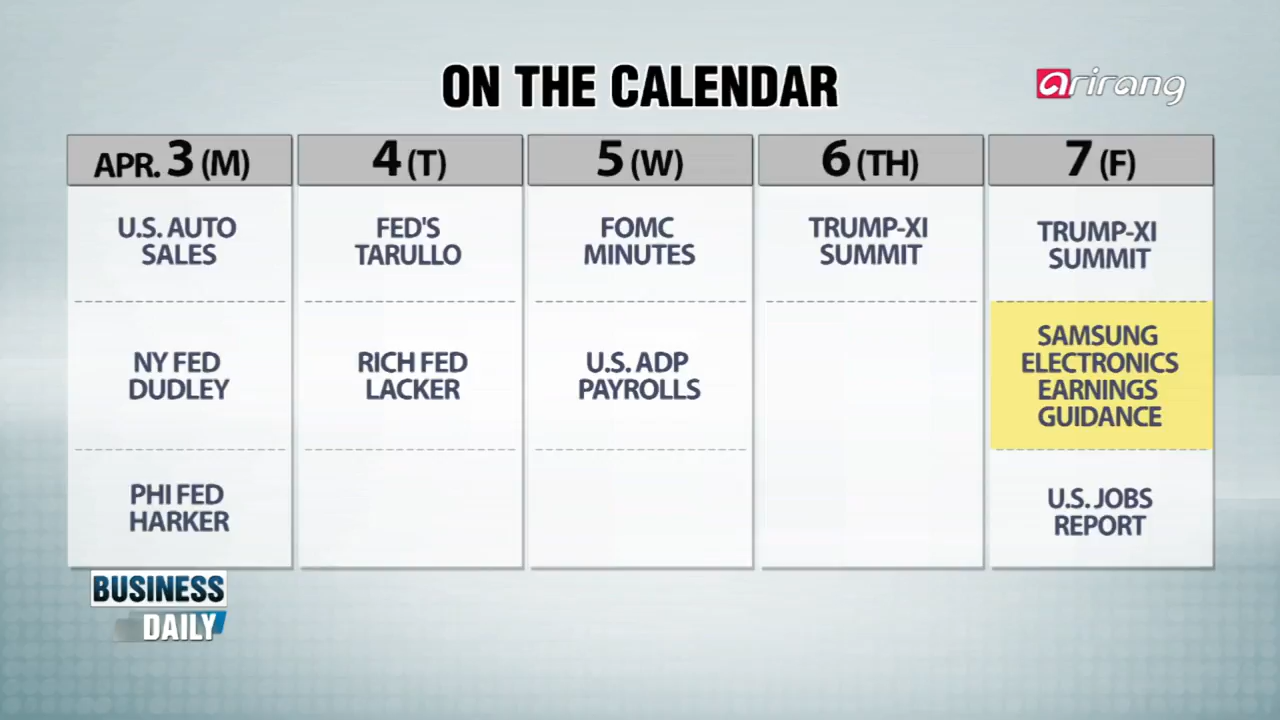 ON THE CALENDAR
arirang
APR. 3 (M)
U.S. AUTO
SALES
NY FED
DUDLEY
PHI FED
HARKER
4 (T)
FED'S
TARULLO
RICH FED
LACKER
5 (W)
FOMC
MINUTES
U.S. ADP
PAYROLLS
6 (TH)
TRUMP-XI
SUMMIT
7 (F)
TRUMP-XI
SUMMIT
SAMSUNG
ELECTRONICS
EARNINGS
GUIDANCE
U.S. JOBS
REPORT
BUSINESS
DAILY